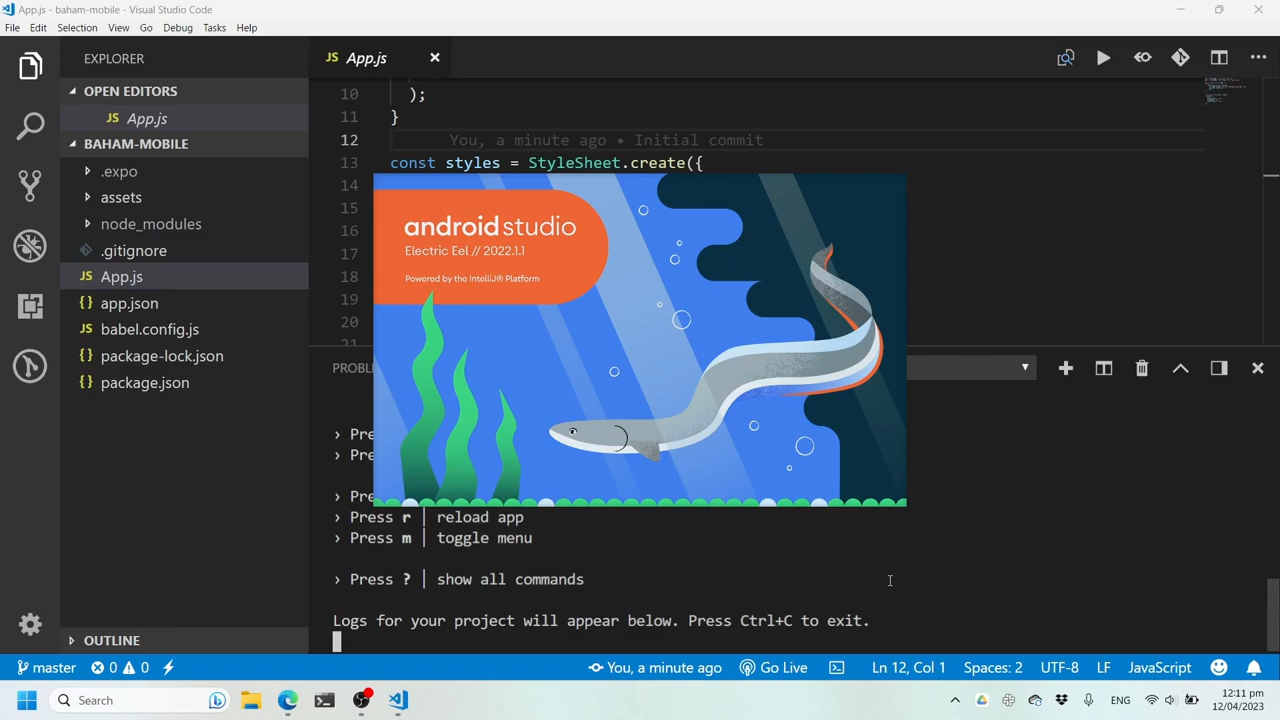 App.js - baham-mobile - Visual Studio Code
File Edit Selection View Go Debug Tasks Help
EXPLORER
OPEN EDITORS
JS App.js
BAHAM-MOBILE
.expo
assets
node_modules
.gitignore
JS App.js
{} app.json
JS babel.config.js
{} package-lock.json
{} package.json
OUTLINE
JS App.js
10 );
11 }
12 You, a minute ago • Initial commit
13 const styles = StyleSheet.create({
14
15
16
17
18
19
20
21
android studio
Electric Eel // 2022.1.1
Powered by the IntelliJ® Platform
PROBL
› Pre
› Pre
› Pre
› Press r | reload app
› Press m | toggle menu
› Press ? | show all commands
Logs for your project will appear below. Press Ctrl+C to exit.
master 0 0 You, a minute ago Go Live Ln 12, Col 1 Spaces: 2 UTF-8 LF JavaScript
Search ENG 12:11 pm
12/04/2023